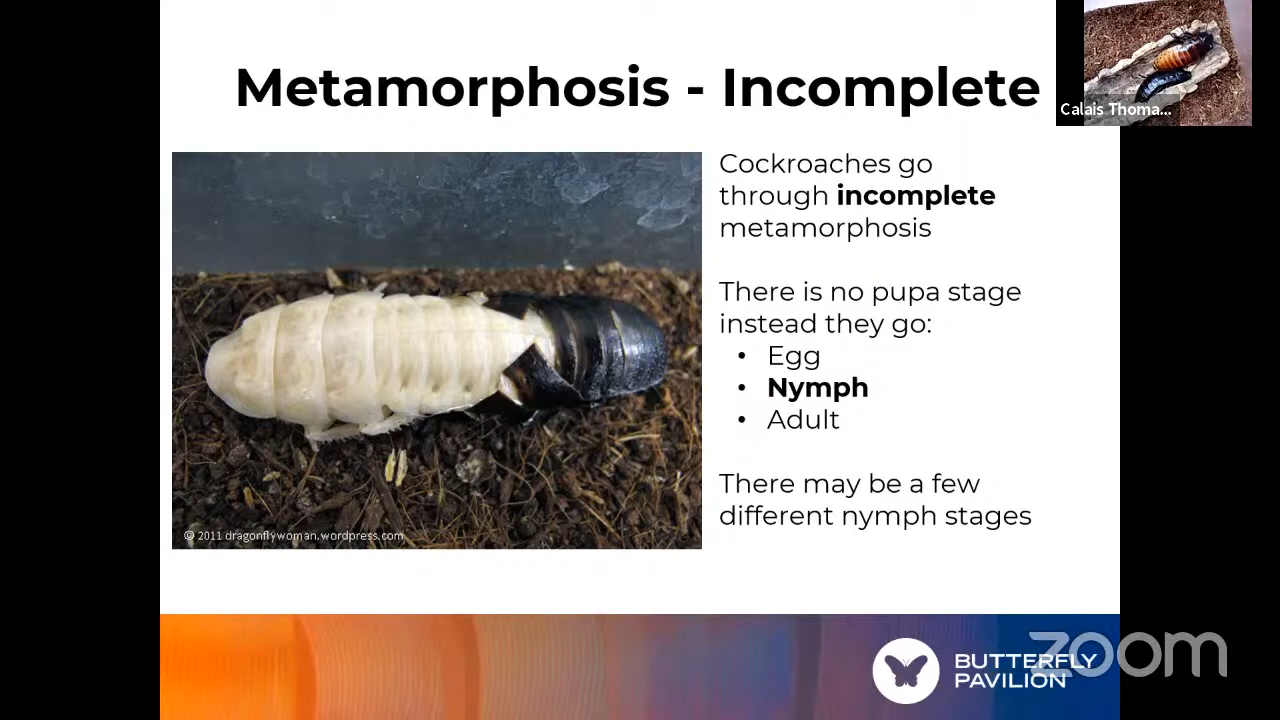 Metamorphosis - Incomplete
Calais Thoma...
Cockroaches go
through incomplete
metamorphosis
There is no pupa stage
instead they go:
• Egg
• Nymph
• Adult
There may be a few
different nymph stages
© 2011 dragonflywoman.wordpress.com
BUTTERFLY
PAVILION
zoom